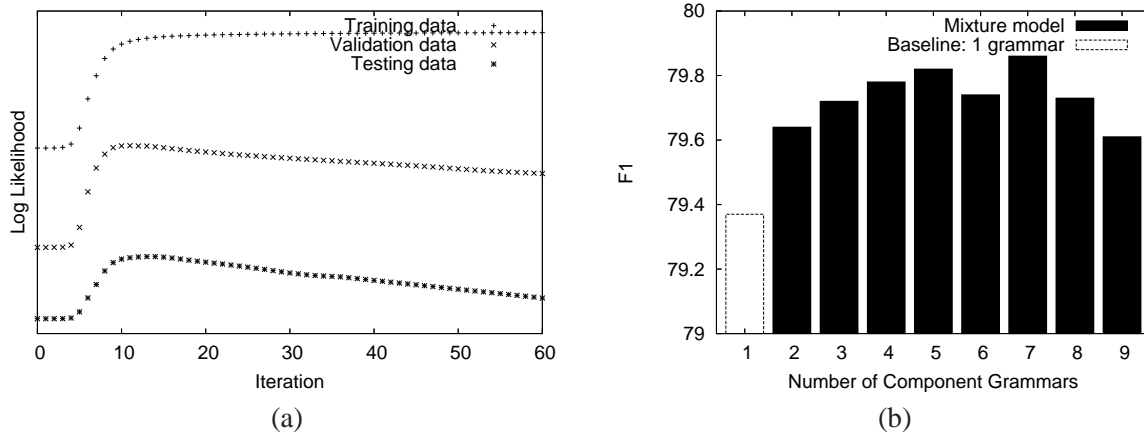 Log Likelihood
Training data
Validation data
Testing data
0 10 20 30 40 50 60
Iteration
(a)
F1
80
79.8
79.6
79.4
79.2
79
Mixture model
Baseline: 1 grammar
1 2 3 4 5 6 7 8 9
Number of Component Grammars
(b)